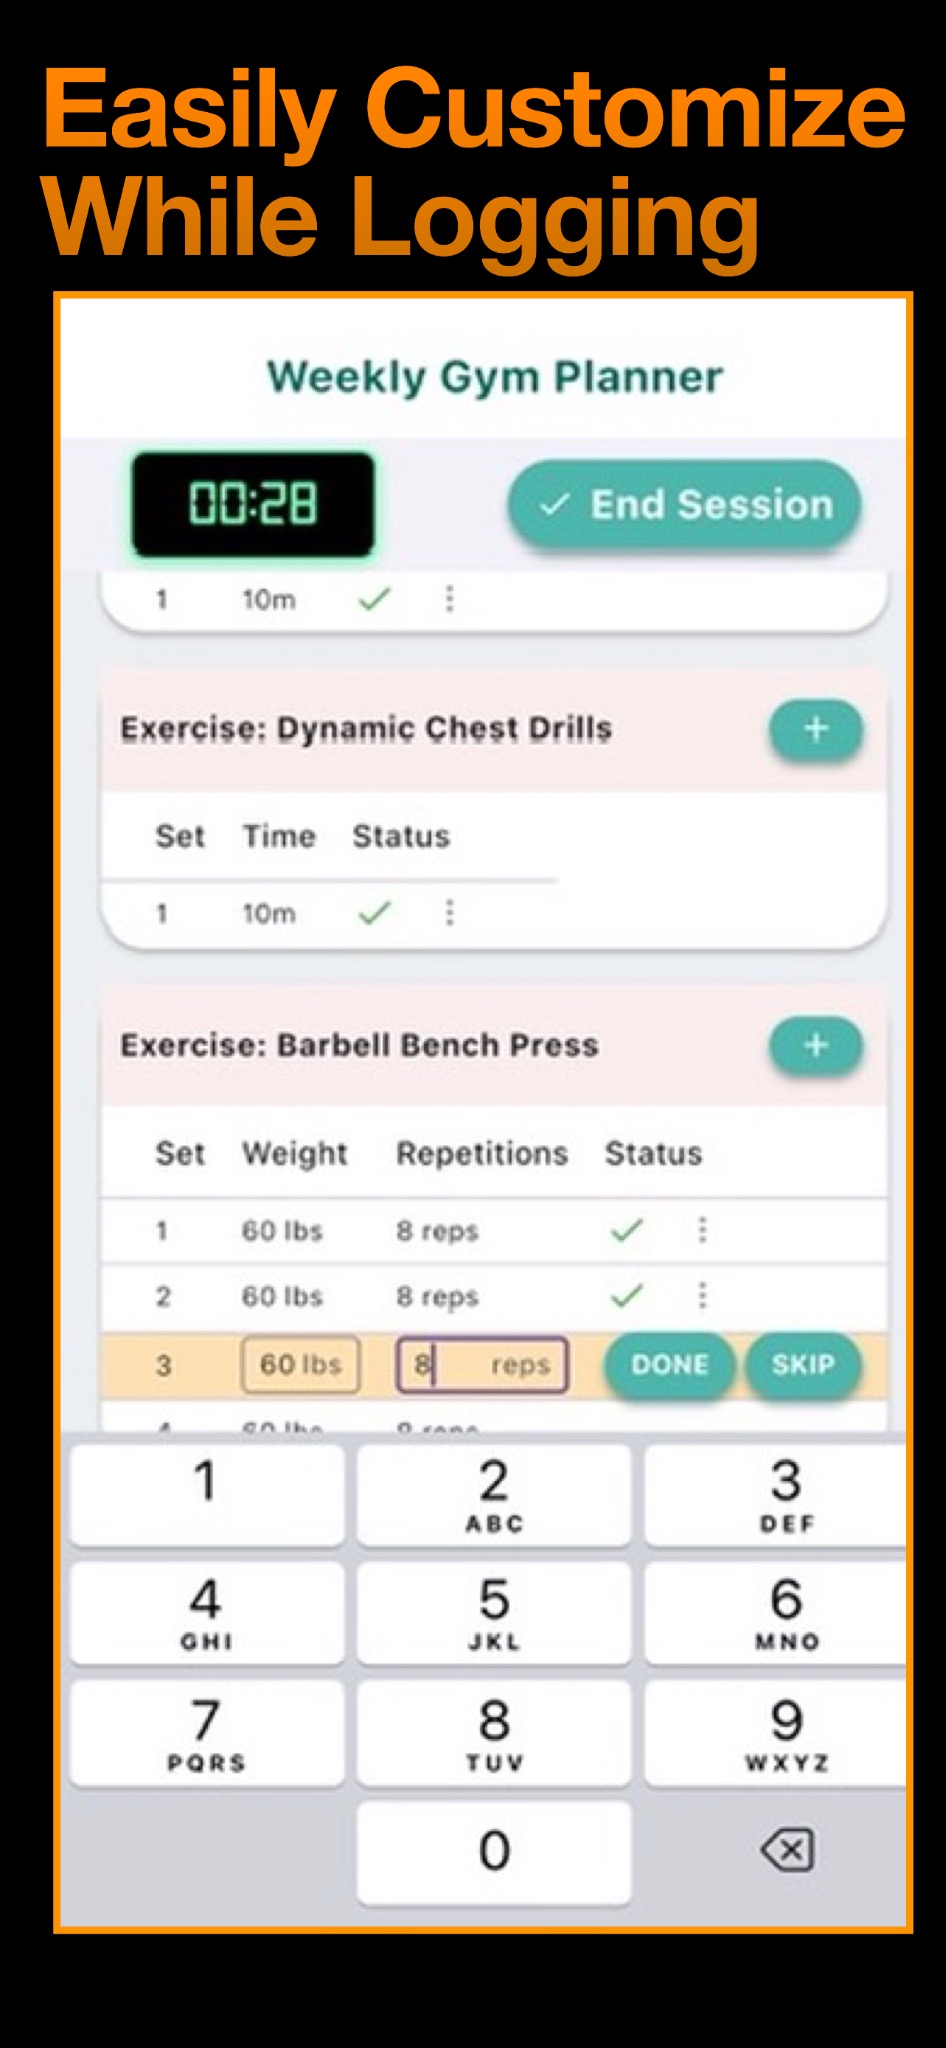 Easily Customize
While Logging
Weekly Gym Planner
00:28
End Session
1 10m
Exercise: Dynamic Chest Drills
+
Set Time Status
1 10m
Exercise: Barbell Bench Press
+
Set Weight Repetitions Status
1 60 lbs 8 reps
2 60 lbs 8 reps
3 60 lbs 8 reps DONE SKIP
1 2 3
ABC DEF
4 5 6
GHI JKL MNO
7 8 9
PQRS TUV WXYZ
0